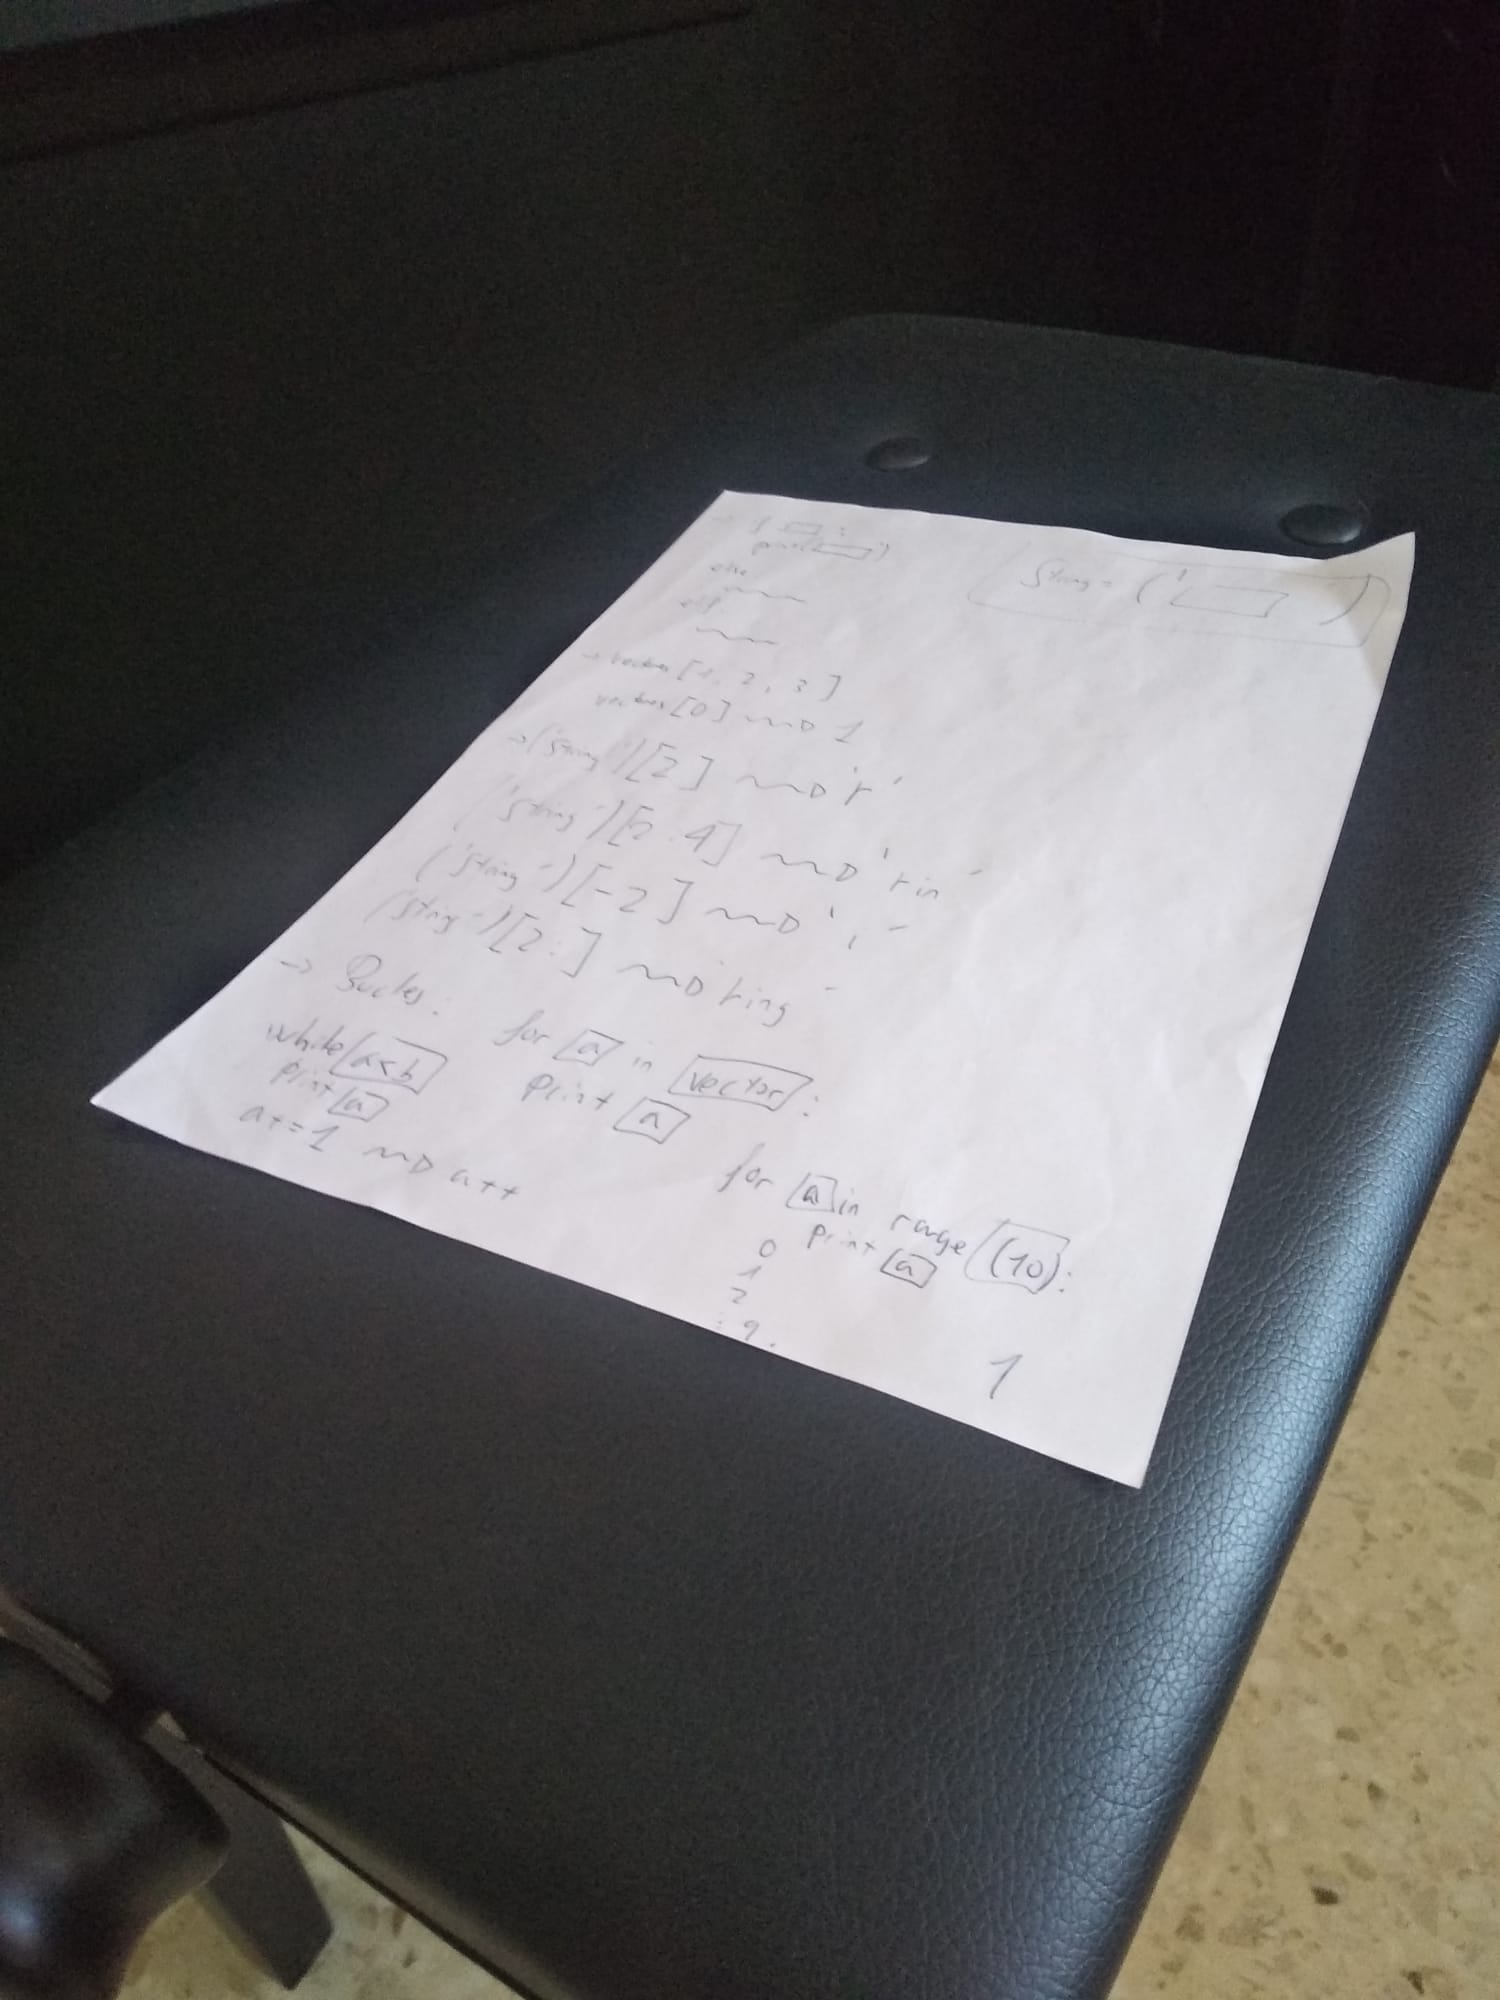 → if :
print( )
String = (' ')
else
elif
→ vector [1, 2, 3]
vector [0] ~~> 1
→ ('String') [2] ~~> 'r'
('String') [2:4] ~~> 'rin'
('String') [-2] ~~> '
('String') [2:] ~~> 'ring'
→ Bucles:
while a<b
print a
a+=1 ~~> a++
for a in vector :
print a
for a in range (10):
print a
0
1
2
: 9.
1